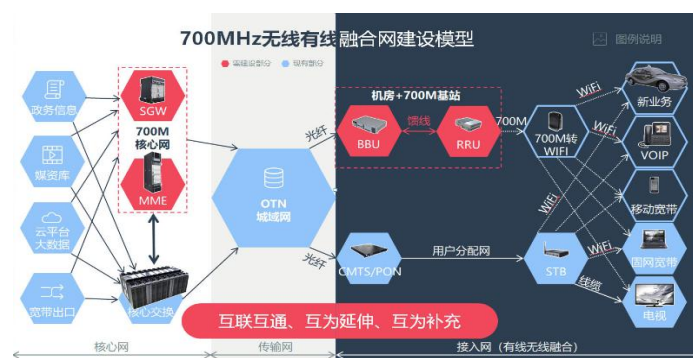 700MHz无线有线融合网建设模型
图例说明
需建设部分
现有部分
政务信息
媒资库
云平台
大数据
宽带出口
SGW
700M
核心网
MME
核心交换
OTN
城域网
光纤
光纤
机房+700M基站
BBU
馈线
RRU
700M
700M转
WIFI
CMTS/PON
用户分配网
STB
WiFi
WiFi
WiFi
WiFi
线缆
新业务
VOIP
移动宽带
固网宽带
电视
互联互通、互为延伸、互为补充
核心网
传输网
接入网（有线无线融合）